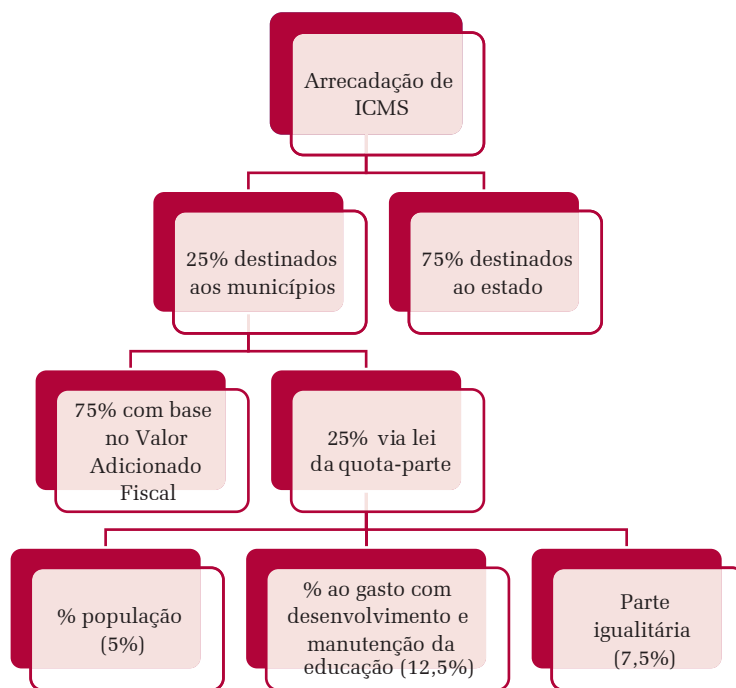 Arrecadação de
ICMS
25% destinados
aos municípios
75% destinados
ao estado
75% com base
no Valor
Adicionado
Fiscal
25% via lei
da quota-parte
% população
(5%)
% ao gasto com
desenvolvimento e
manutenção da
educação (12,5%)
Parte
igualitária
(7,5%)